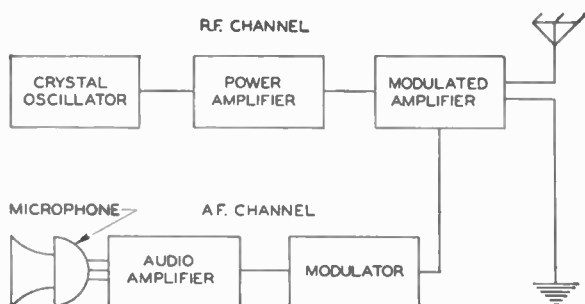 R.F. CHANNEL
CRYSTAL
OSCILLATOR
POWER
AMPLIFIER
MODULATED
AMPLIFIER
MICROPHONE
A.F. CHANNEL
AUDIO
AMPLIFIER
MODULATOR